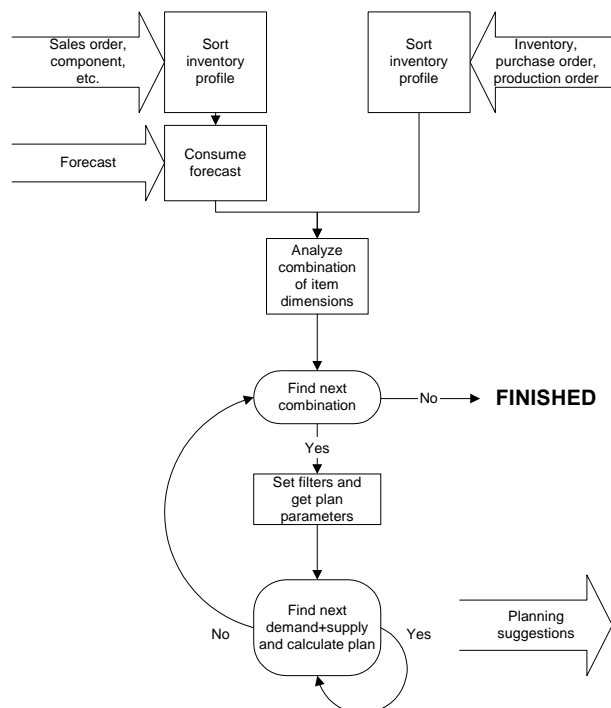 Sales order,
component,
etc.
Sort
inventory
profile
Sort
inventory
profile
Inventory,
purchase order,
production order
Forecast
Consume
forecast
Analyze
combination
of item
dimensions
Find next
combination
No
FINISHED
Yes
Set filters and
get plan
parameters
Find next
demand+supply
and calculate plan
No
Yes
Planning
suggestions